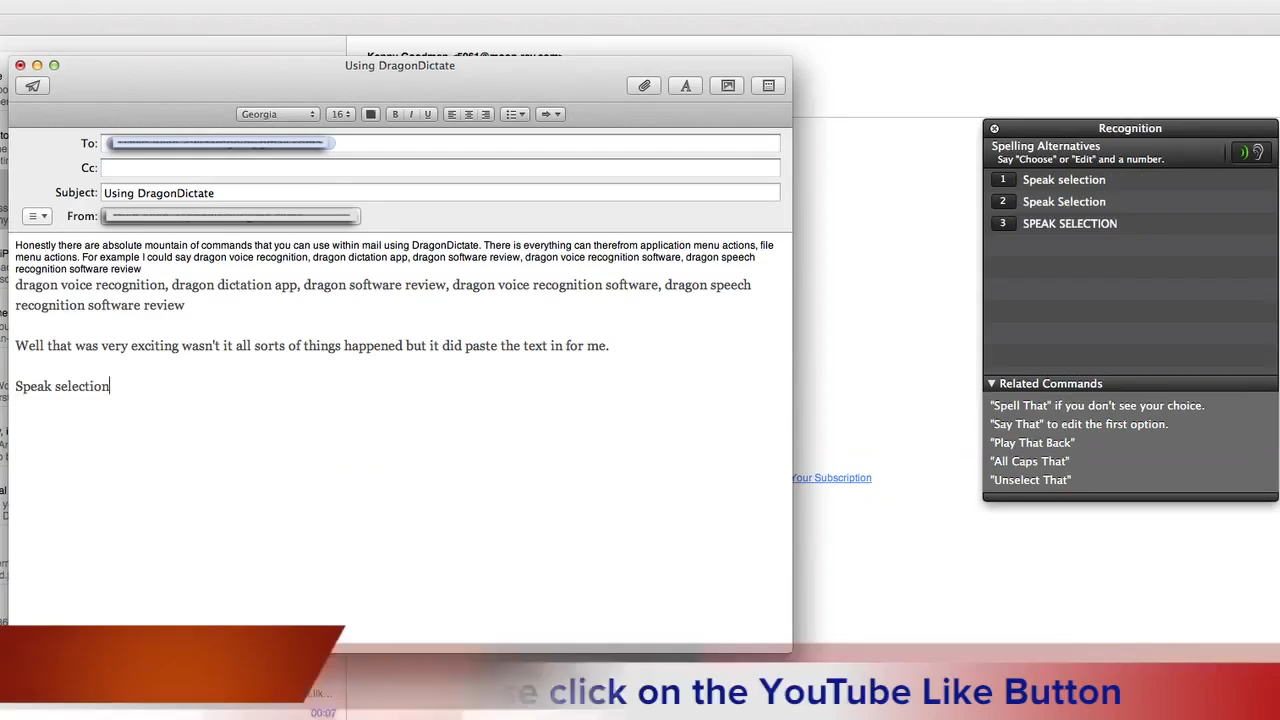 Using DragonDictate
Georgia
16
B I U
To:
Cc:
Subject: Using DragonDictate
From:
Honestly there are absolute mountain of commands that you can use within mail using DragonDictate. There is everything can therefrom application menu actions, file
menu actions. For example I could say dragon voice recognition, dragon dictation app, dragon software review, dragon voice recognition software, dragon speech
recognition software review
dragon voice recognition, dragon dictation app, dragon software review, dragon voice recognition software, dragon speech
recognition software review
Well that was very exciting wasn't it all sorts of things happened but it did paste the text in for me.
Speak selection
Recognition
Spelling Alternatives
Say "Choose" or "Edit" and a number.
1 Speak selection
2 Speak Selection
3 SPEAK SELECTION
Related Commands
"Spell That" if you don't see your choice.
"Say That" to edit the first option.
"Play That Back"
"All Caps That"
"Unselect That"
Your Subscription
click on the YouTube Like Button
00:07